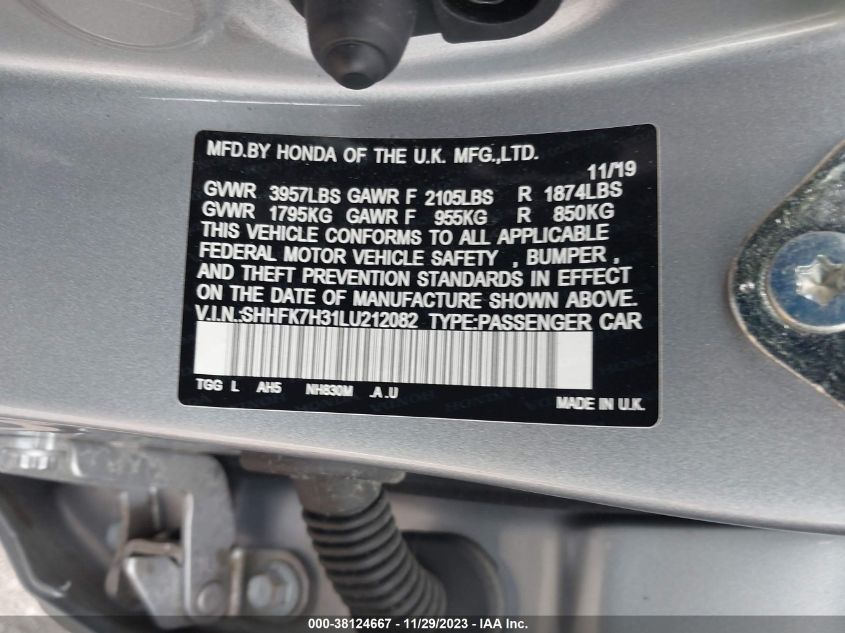 MFD.BY HONDA OF THE U.K. MFG.,LTD.
11/19
GVWR 3957LBS GAWR F 2105LBS R 1874LBS
GVWR 1795KG GAWR F 955KG R 850KG
THIS VEHICLE CONFORMS TO ALL APPLICABLE
FEDERAL MOTOR VEHICLE SAFETY , BUMPER ,
AND THEFT PREVENTION STANDARDS IN EFFECT
ON THE DATE OF MANUFACTURE SHOWN ABOVE.
V.I.N.:SHHFK7H31LU212082 TYPE:PASSENGER CAR
TGG L AH5 NH830M .A .U
MADE IN U.K.
000-38124667 - 11/29/2023 - IAA Inc.